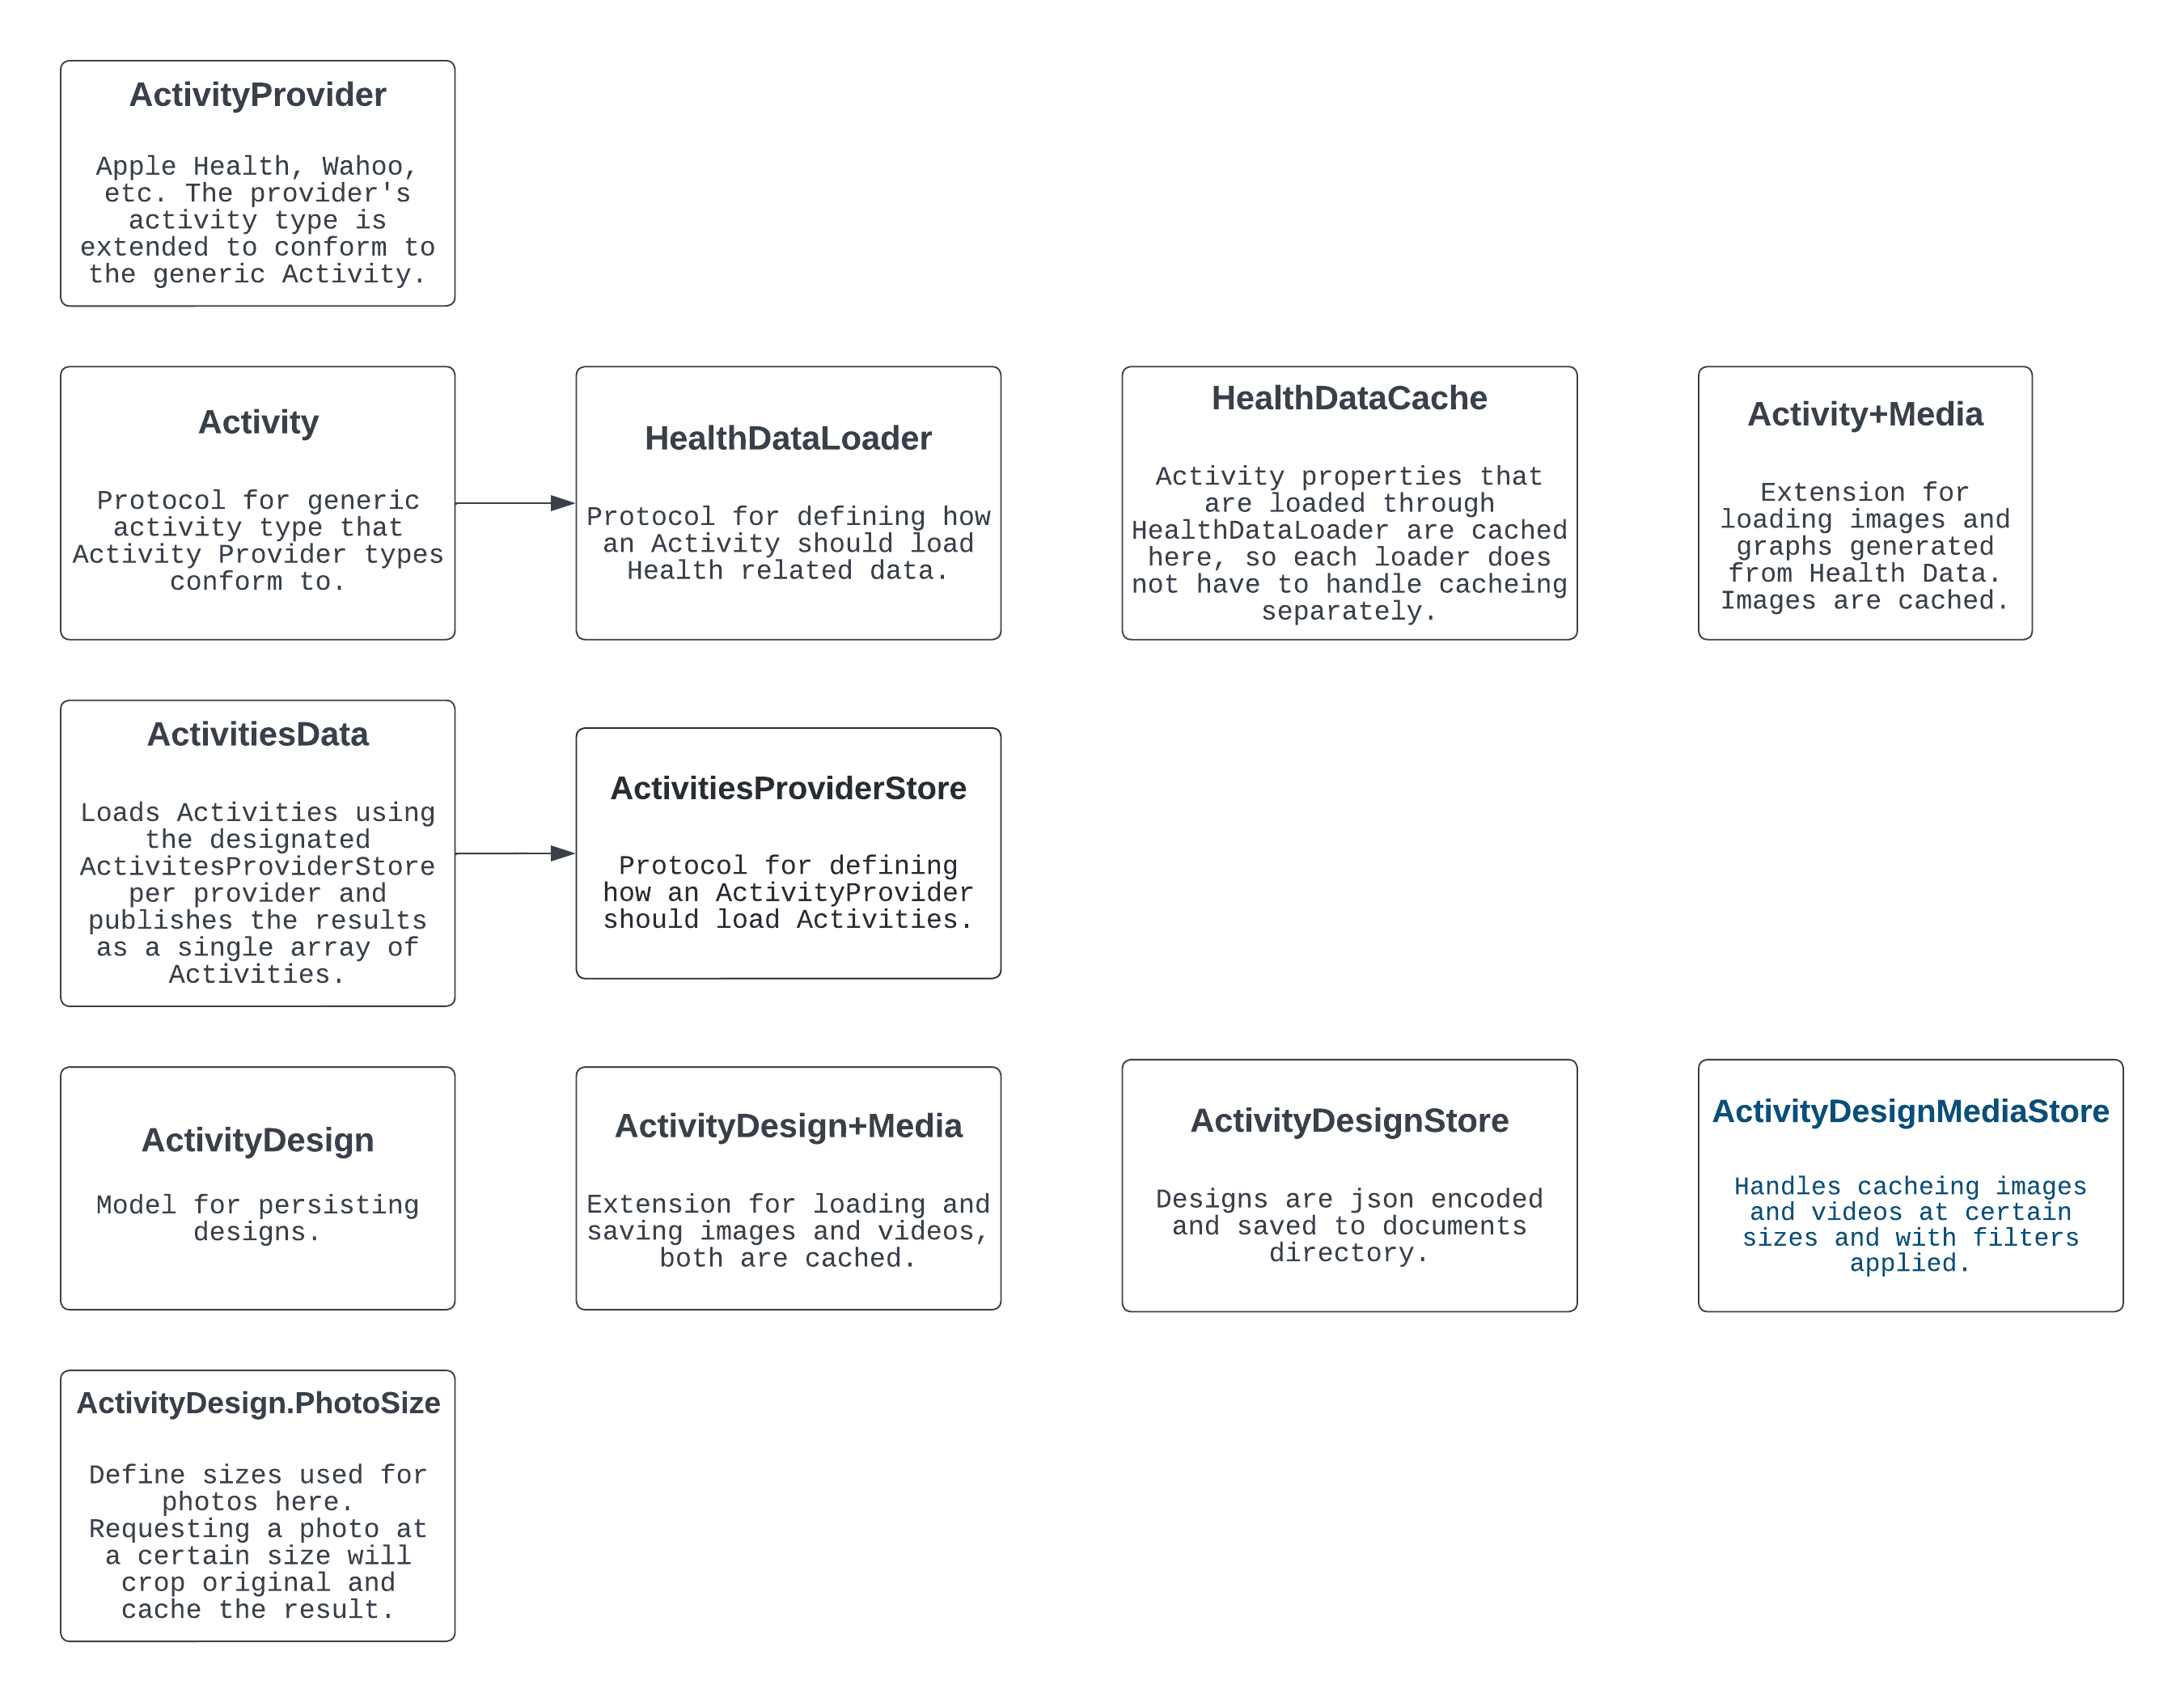 ActivityProvider
Apple Health, Wahoo,
etc. The provider's
activity type is
extended to conform to
the generic Activity.
Activity
Protocol for generic
activity type that
Activity Provider types
conform to.
HealthDataLoader
Protocol for defining how
an Activity should load
Health related data.
HealthDataCache
Activity properties that
are loaded through
HealthDataLoader are cached
here, so each loader does
not have to handle cacheing
separately.
Activity+Media
Extension for
loading images and
graphs generated
from Health Data.
Images are cached.
ActivitiesData
Loads Activities using
the designated
ActivitesProviderStore
per provider and
publishes the results
as a single array of
Activities.
ActivitiesProviderStore
Protocol for defining
how an ActivityProvider
should load Activities.
ActivityDesign
Model for persisting
designs.
ActivityDesign+Media
Extension for loading and
saving images and videos,
both are cached.
ActivityDesignStore
Designs are json encoded
and saved to documents
directory.
ActivityDesignMediaStore
Handles cacheing images
and videos at certain
sizes and with filters
applied.
ActivityDesign.PhotoSize
Define sizes used for
photos here.
Requesting a photo at
a certain size will
crop original and
cache the result.